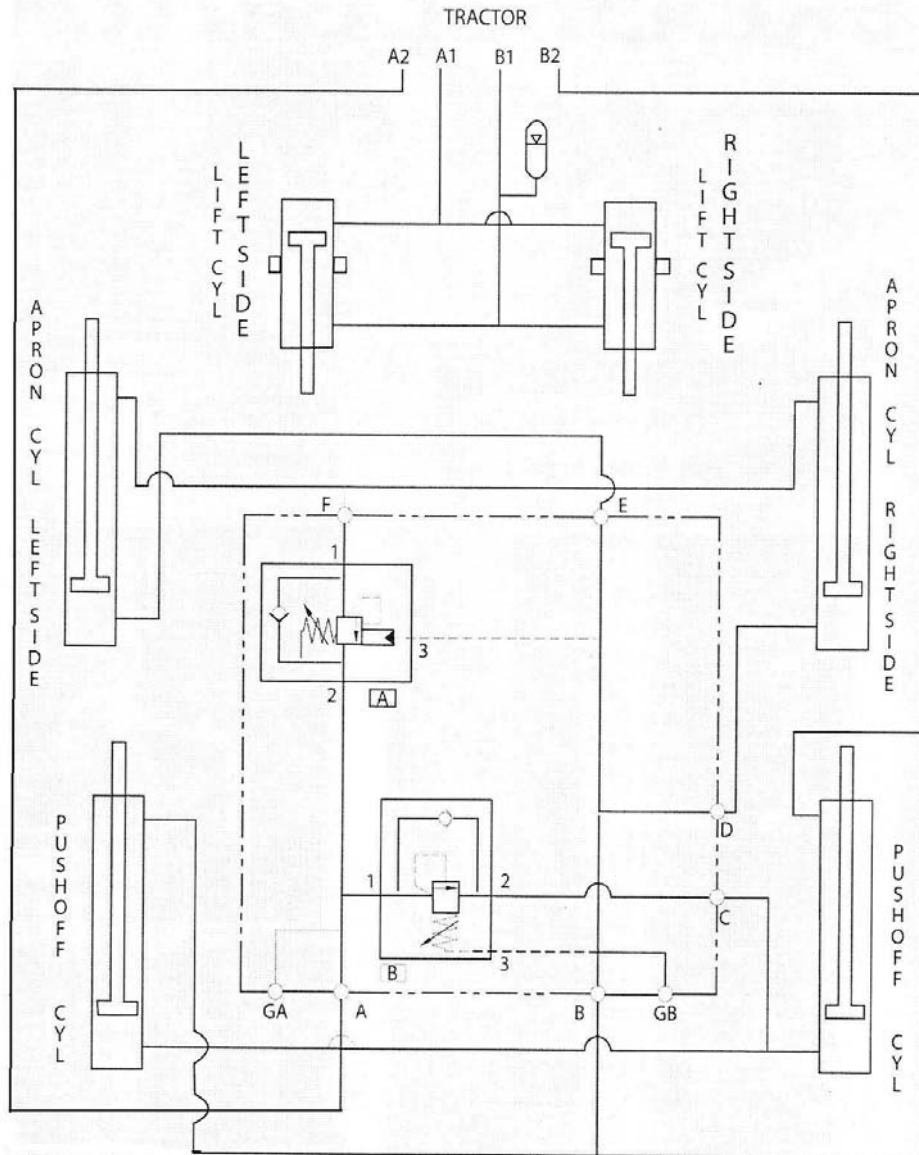 TRACTOR
A2 A1 B1 B2
LEFT SIDE
LIFT CYL
RIGHT SIDE
LIFT CYL
APRON CYL LEFT SIDE
APRON CYL RIGHT SIDE
F E
1
3
2 A
D
PUSHOFF CYL
PUSHOFF CYL
1 2
C
B 3
GA A B GB